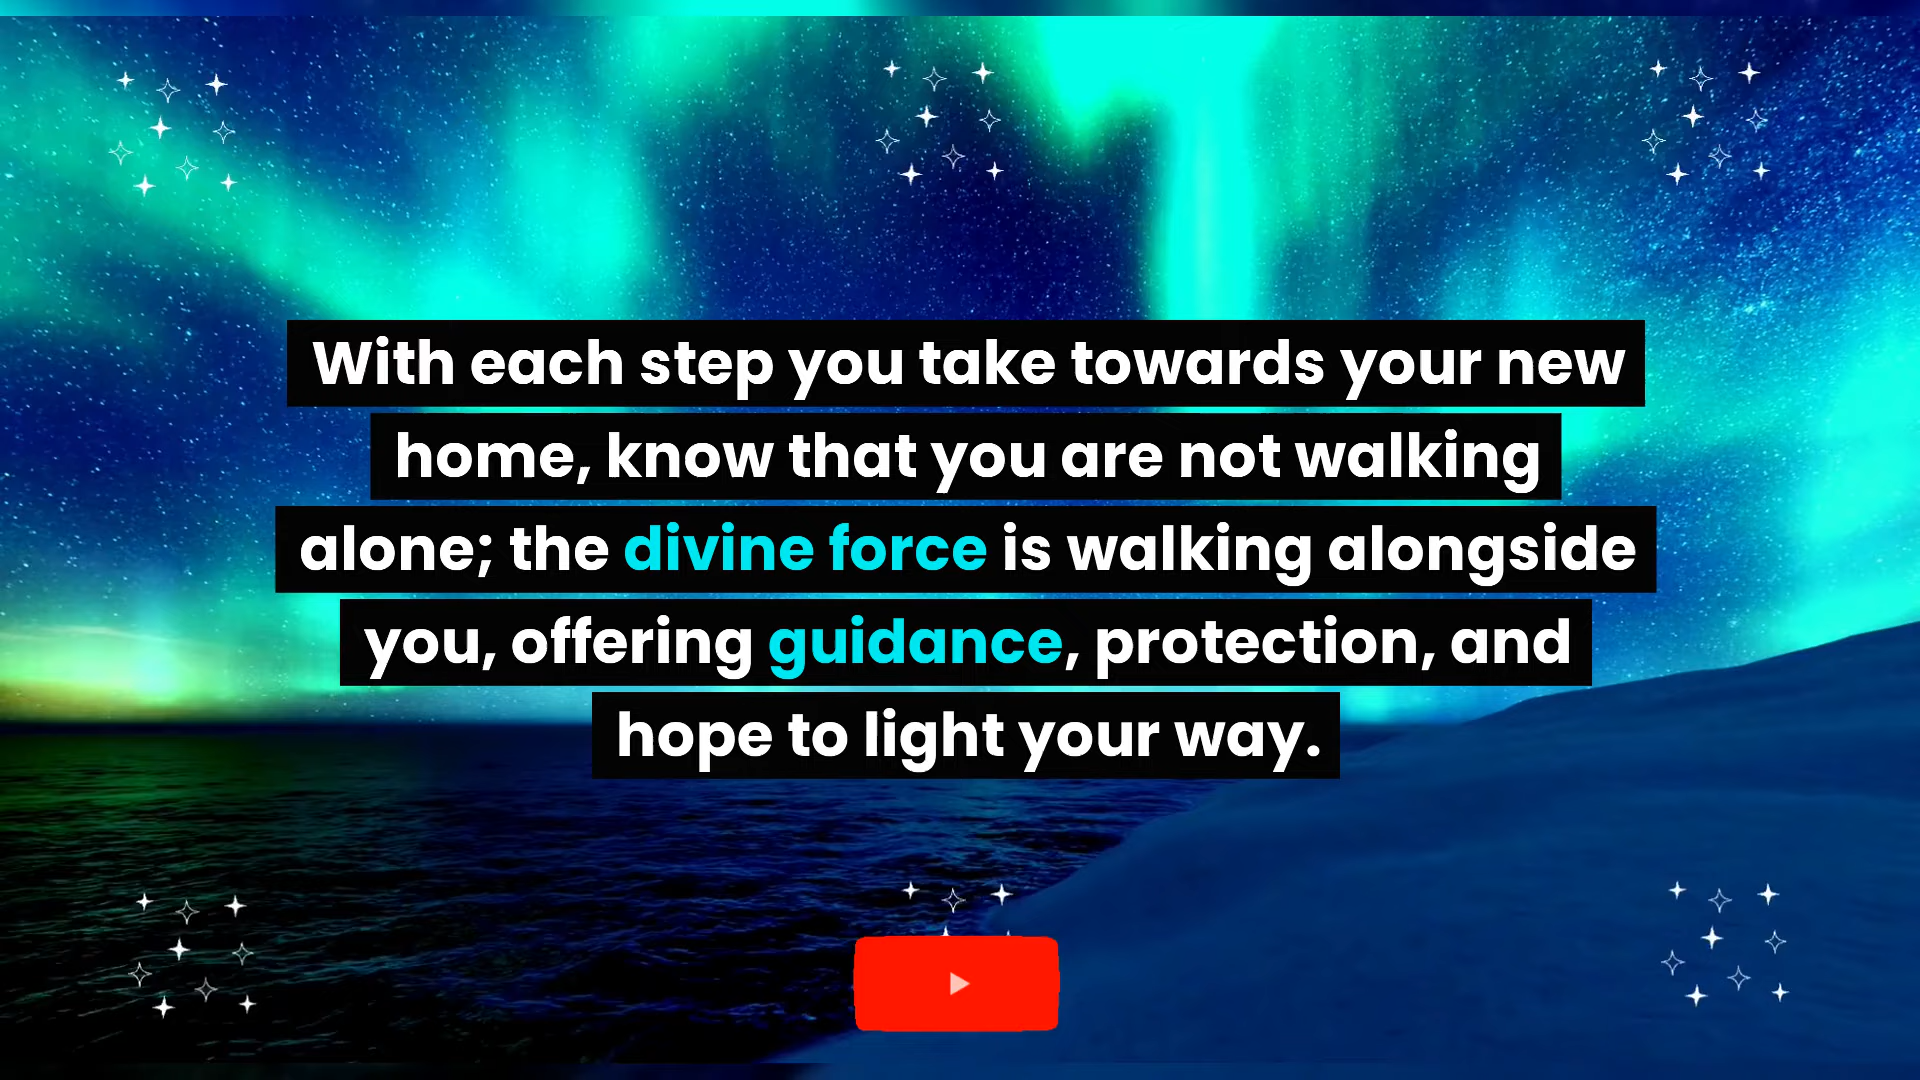 With each step you take towards your new
home, know that you are not walking
alone; the divine force is walking alongside
you, offering guidance, protection, and
hope to light your way.